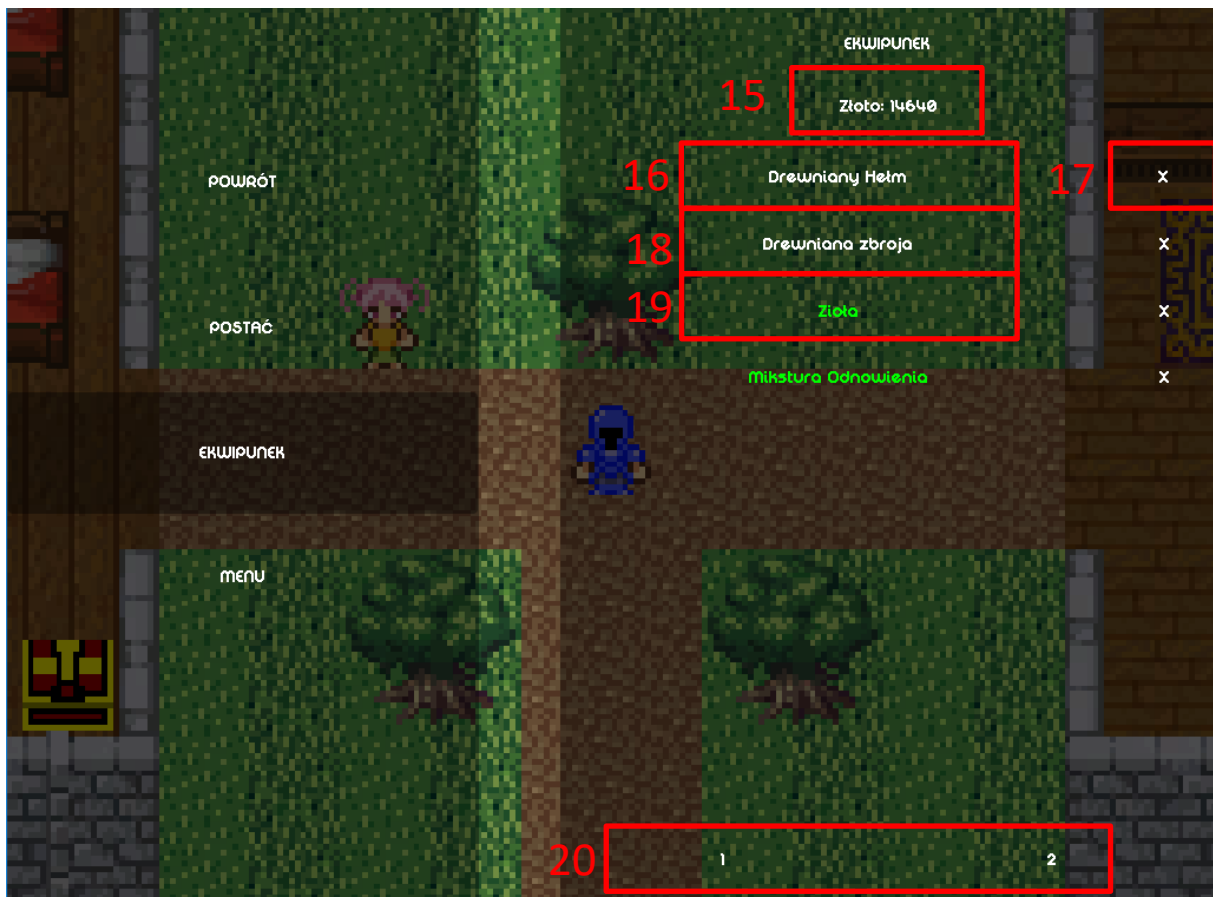 EKWIPUNEK
15
Złoto: 14640
POWRÓT
16
Drewniany Hełm
17
X
18
Drewniana zbroja
X
POSTAĆ
19
Zioła
X
Mikstura Odnowienia
X
EKWIPUNEK
MENU
20
1
2